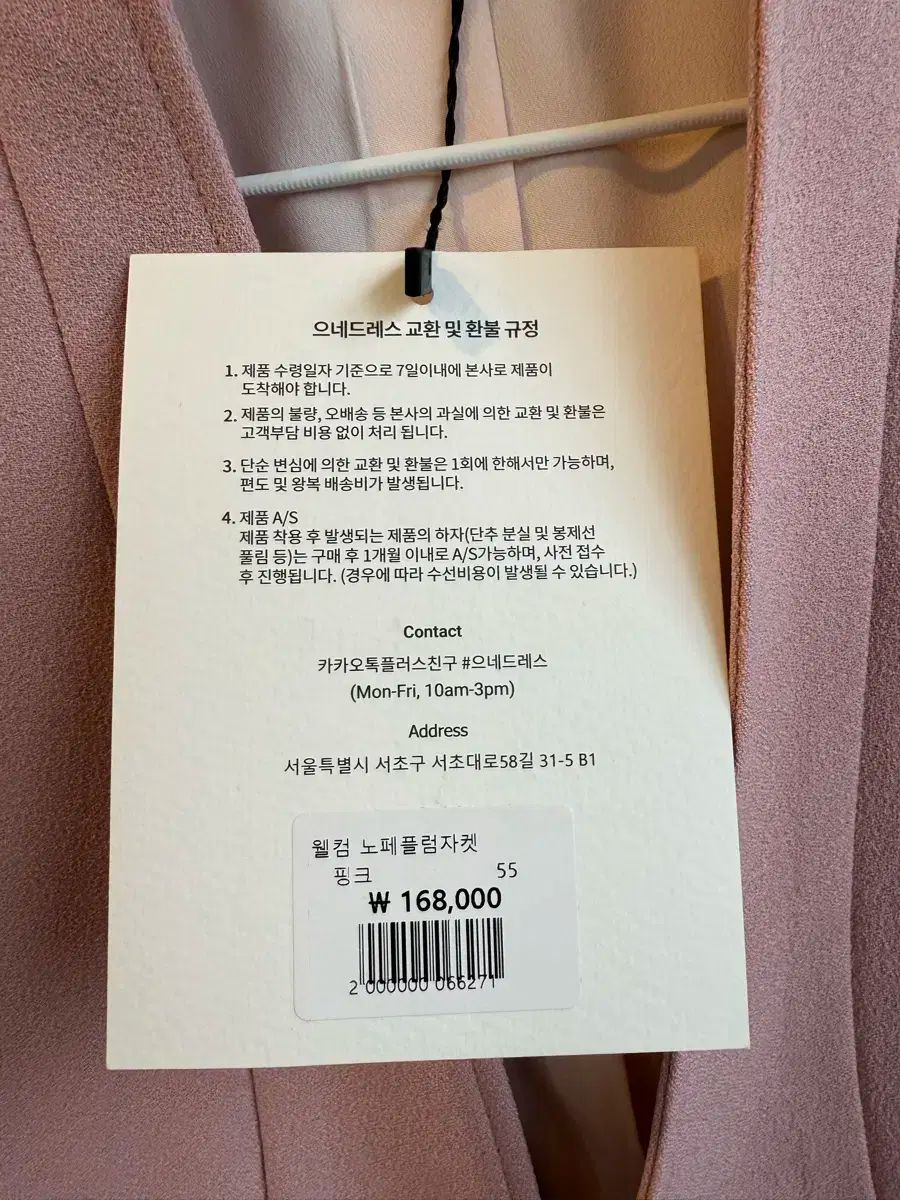 으네드레스 교환 및 환불 규정
1. 제품 수령일자 기준으로 7일이내에 본사로 제품이
도착해야 합니다.
2. 제품의 불량, 오배송 등 본사의 과실에 의한 교환 및 환불은
고객부담 비용 없이 처리 됩니다.
3. 단순 변심에 의한 교환 및 환불은 1회에 한해서만 가능하며,
편도 및 왕복 배송비가 발생됩니다.
4. 제품 A/S
제품 착용 후 발생되는 제품의 하자(단추 분실 및 봉제선
풀림 등)는 구매 후 1개월 이내로 A/S가능하며, 사전 접수
후 진행됩니다. (경우에 따라 수선비용이 발생될 수 있습니다.)
Contact
카카오톡플러스친구 #으네드레스
(Mon-Fri, 10am-3pm)
Address
서울특별시 서초구 서초대로58길 31-5 B1
웰컴 노페플럼자켓
핑크 55
₩ 168,000
2 000000 066271